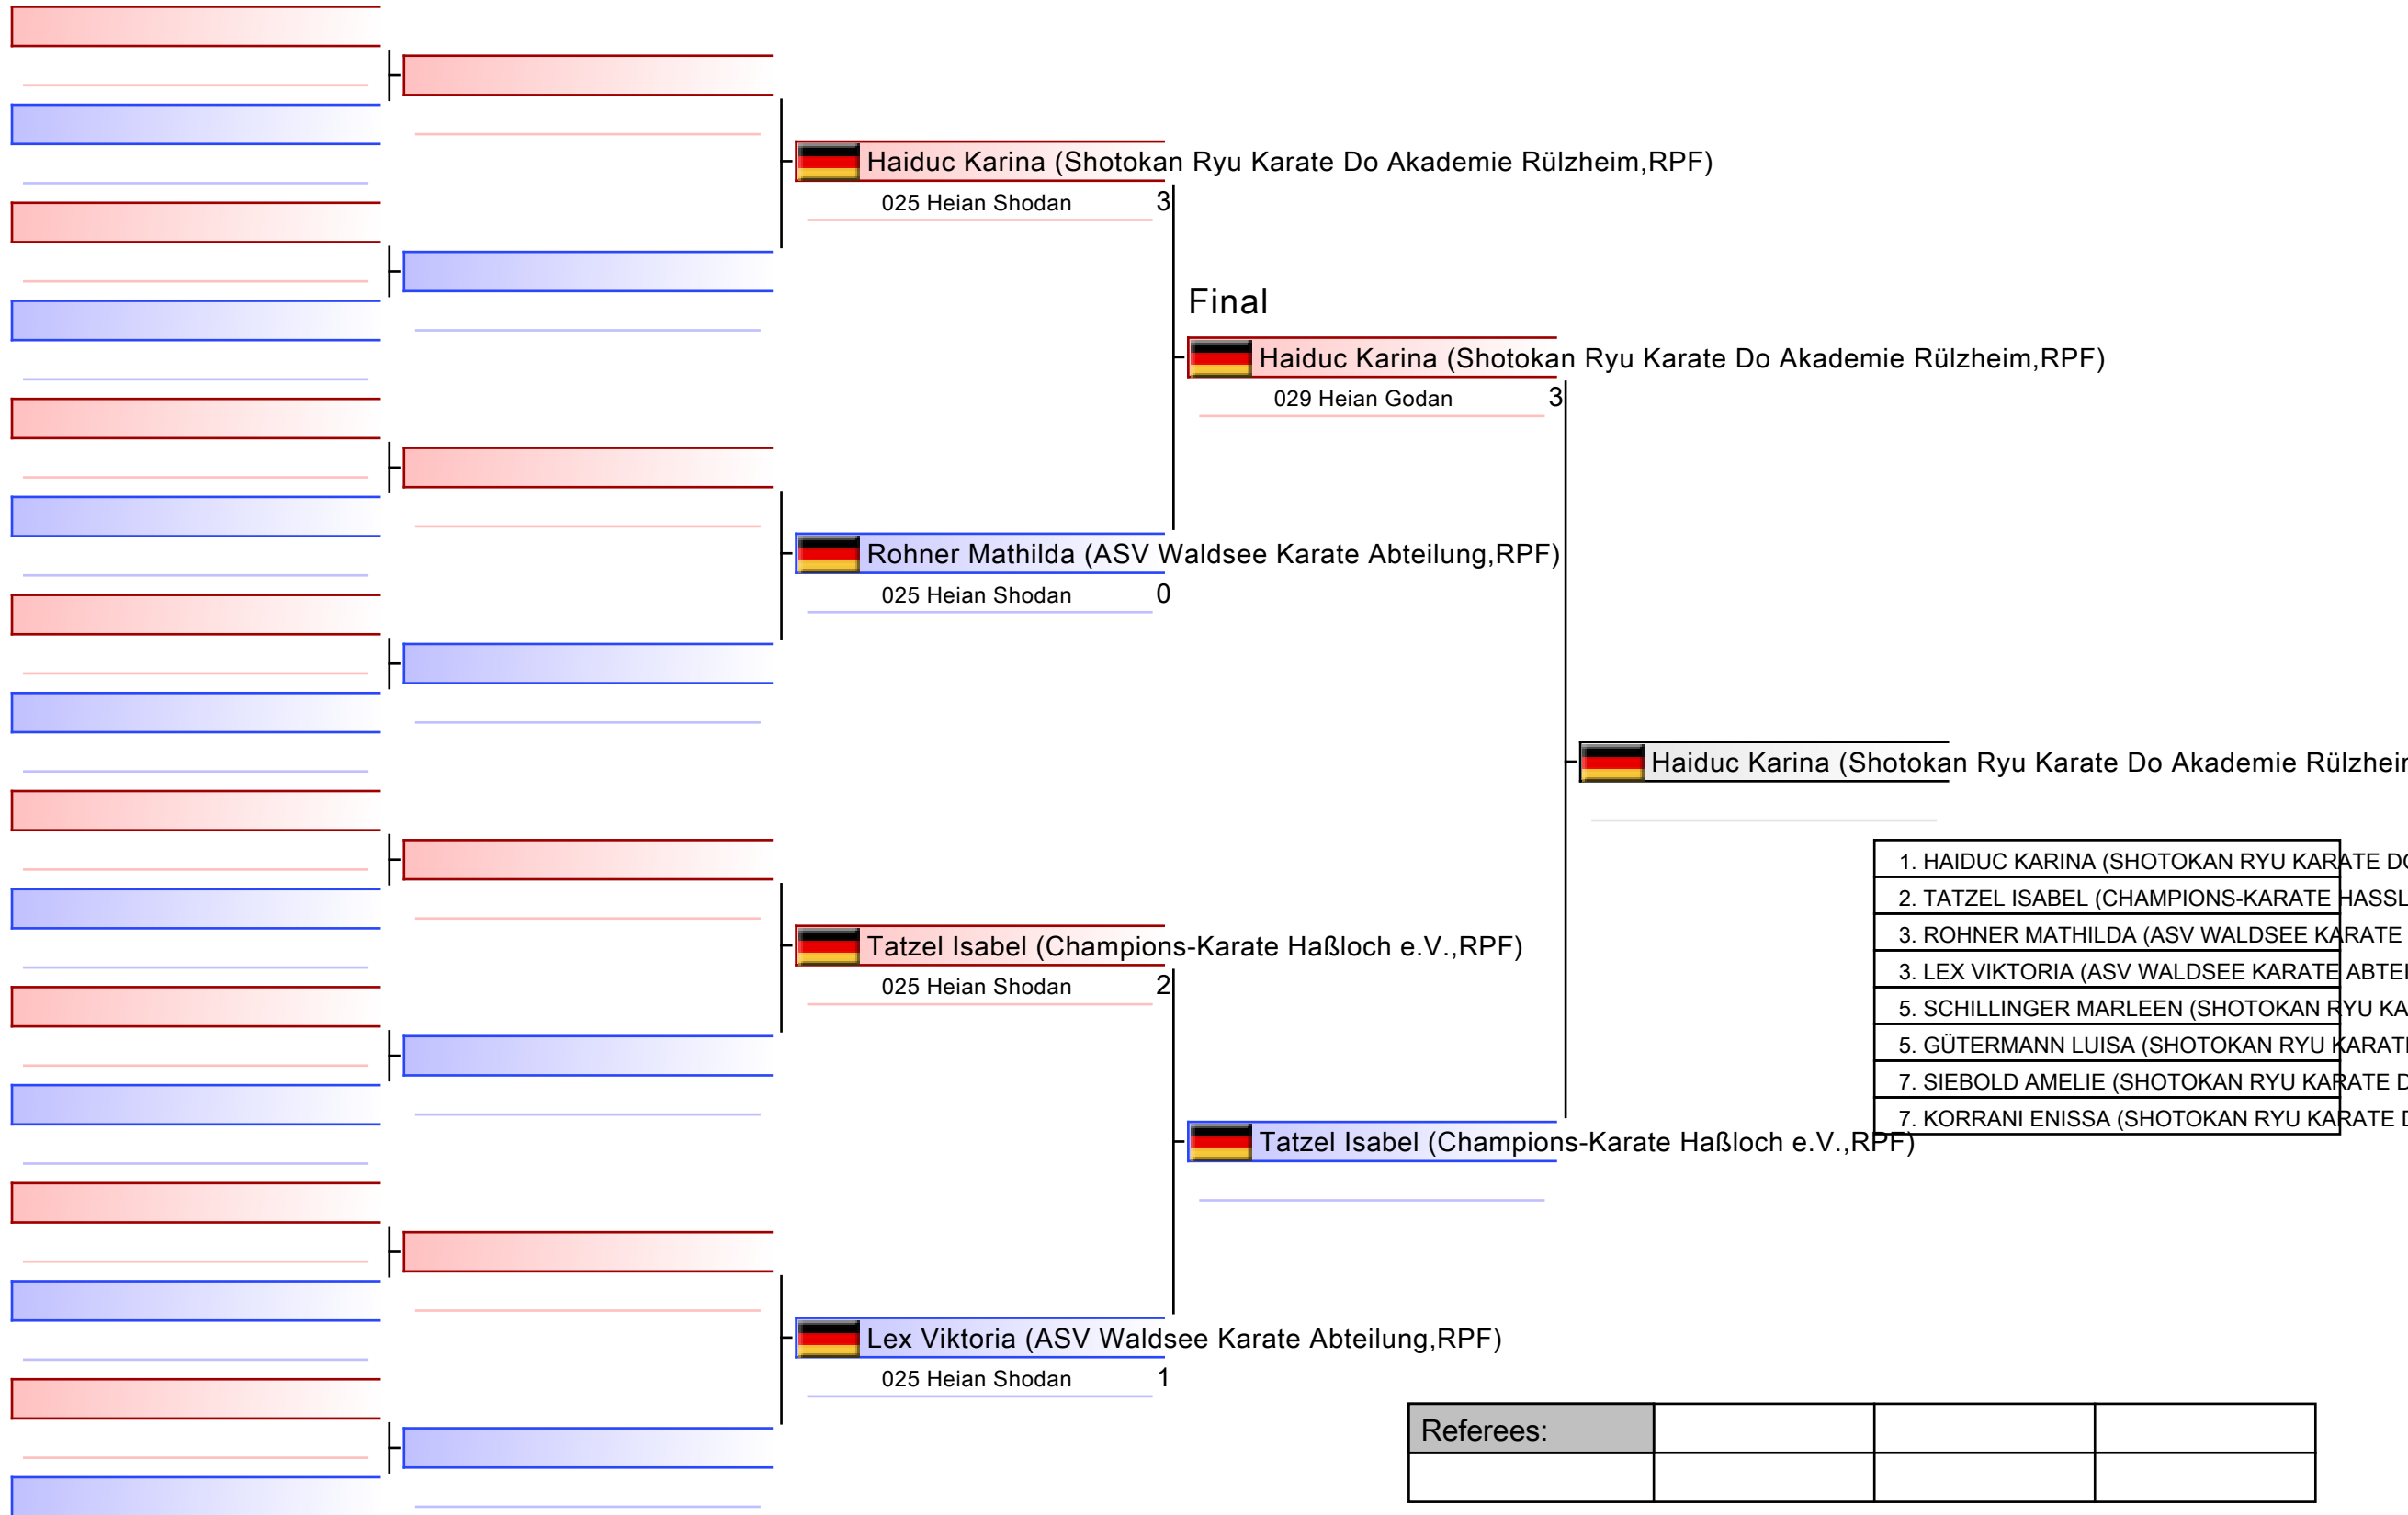 Haiduc Karina (Shotokan Ryu Karate Do Akademie Rülzheim,RPF)
025 Heian Shodan 3
Final
Haiduc Karina (Shotokan Ryu Karate Do Akademie Rülzheim,RPF)
029 Heian Godan 3
Rohner Mathilda (ASV Waldsee Karate Abteilung,RPF)
025 Heian Shodan 0
Haiduc Karina (Shotokan Ryu Karate Do Akademie
1. HAIDUC KARINA (SHOTOKAN RYU KARATE
2. TATZEL ISABEL (CHAMPIONS-KARATE
3. ROHNER MATHILDA (ASV WALDSEE KARATE
3. LEX VIKTORIA (ASV WALDSEE KARATE
5. SCHILLINGER MARLEEN (SHOTOKAN RYU
5. GÜTERMANN LUISA (SHOTOKAN RYU
7. SIEBOLD AMELIE (SHOTOKAN RYU KARATE
7. KORRANI ENISSA (SHOTOKAN RYU KARATE
Tatzel Isabel (Champions-Karate Haßloch e.V.,RPF)
025 Heian Shodan 2
Tatzel Isabel (Champions-Karate Haßloch e.V.,RPF)
Lex Viktoria (ASV Waldsee Karate Abteilung,RPF)
025 Heian Shodan 1
Referees: